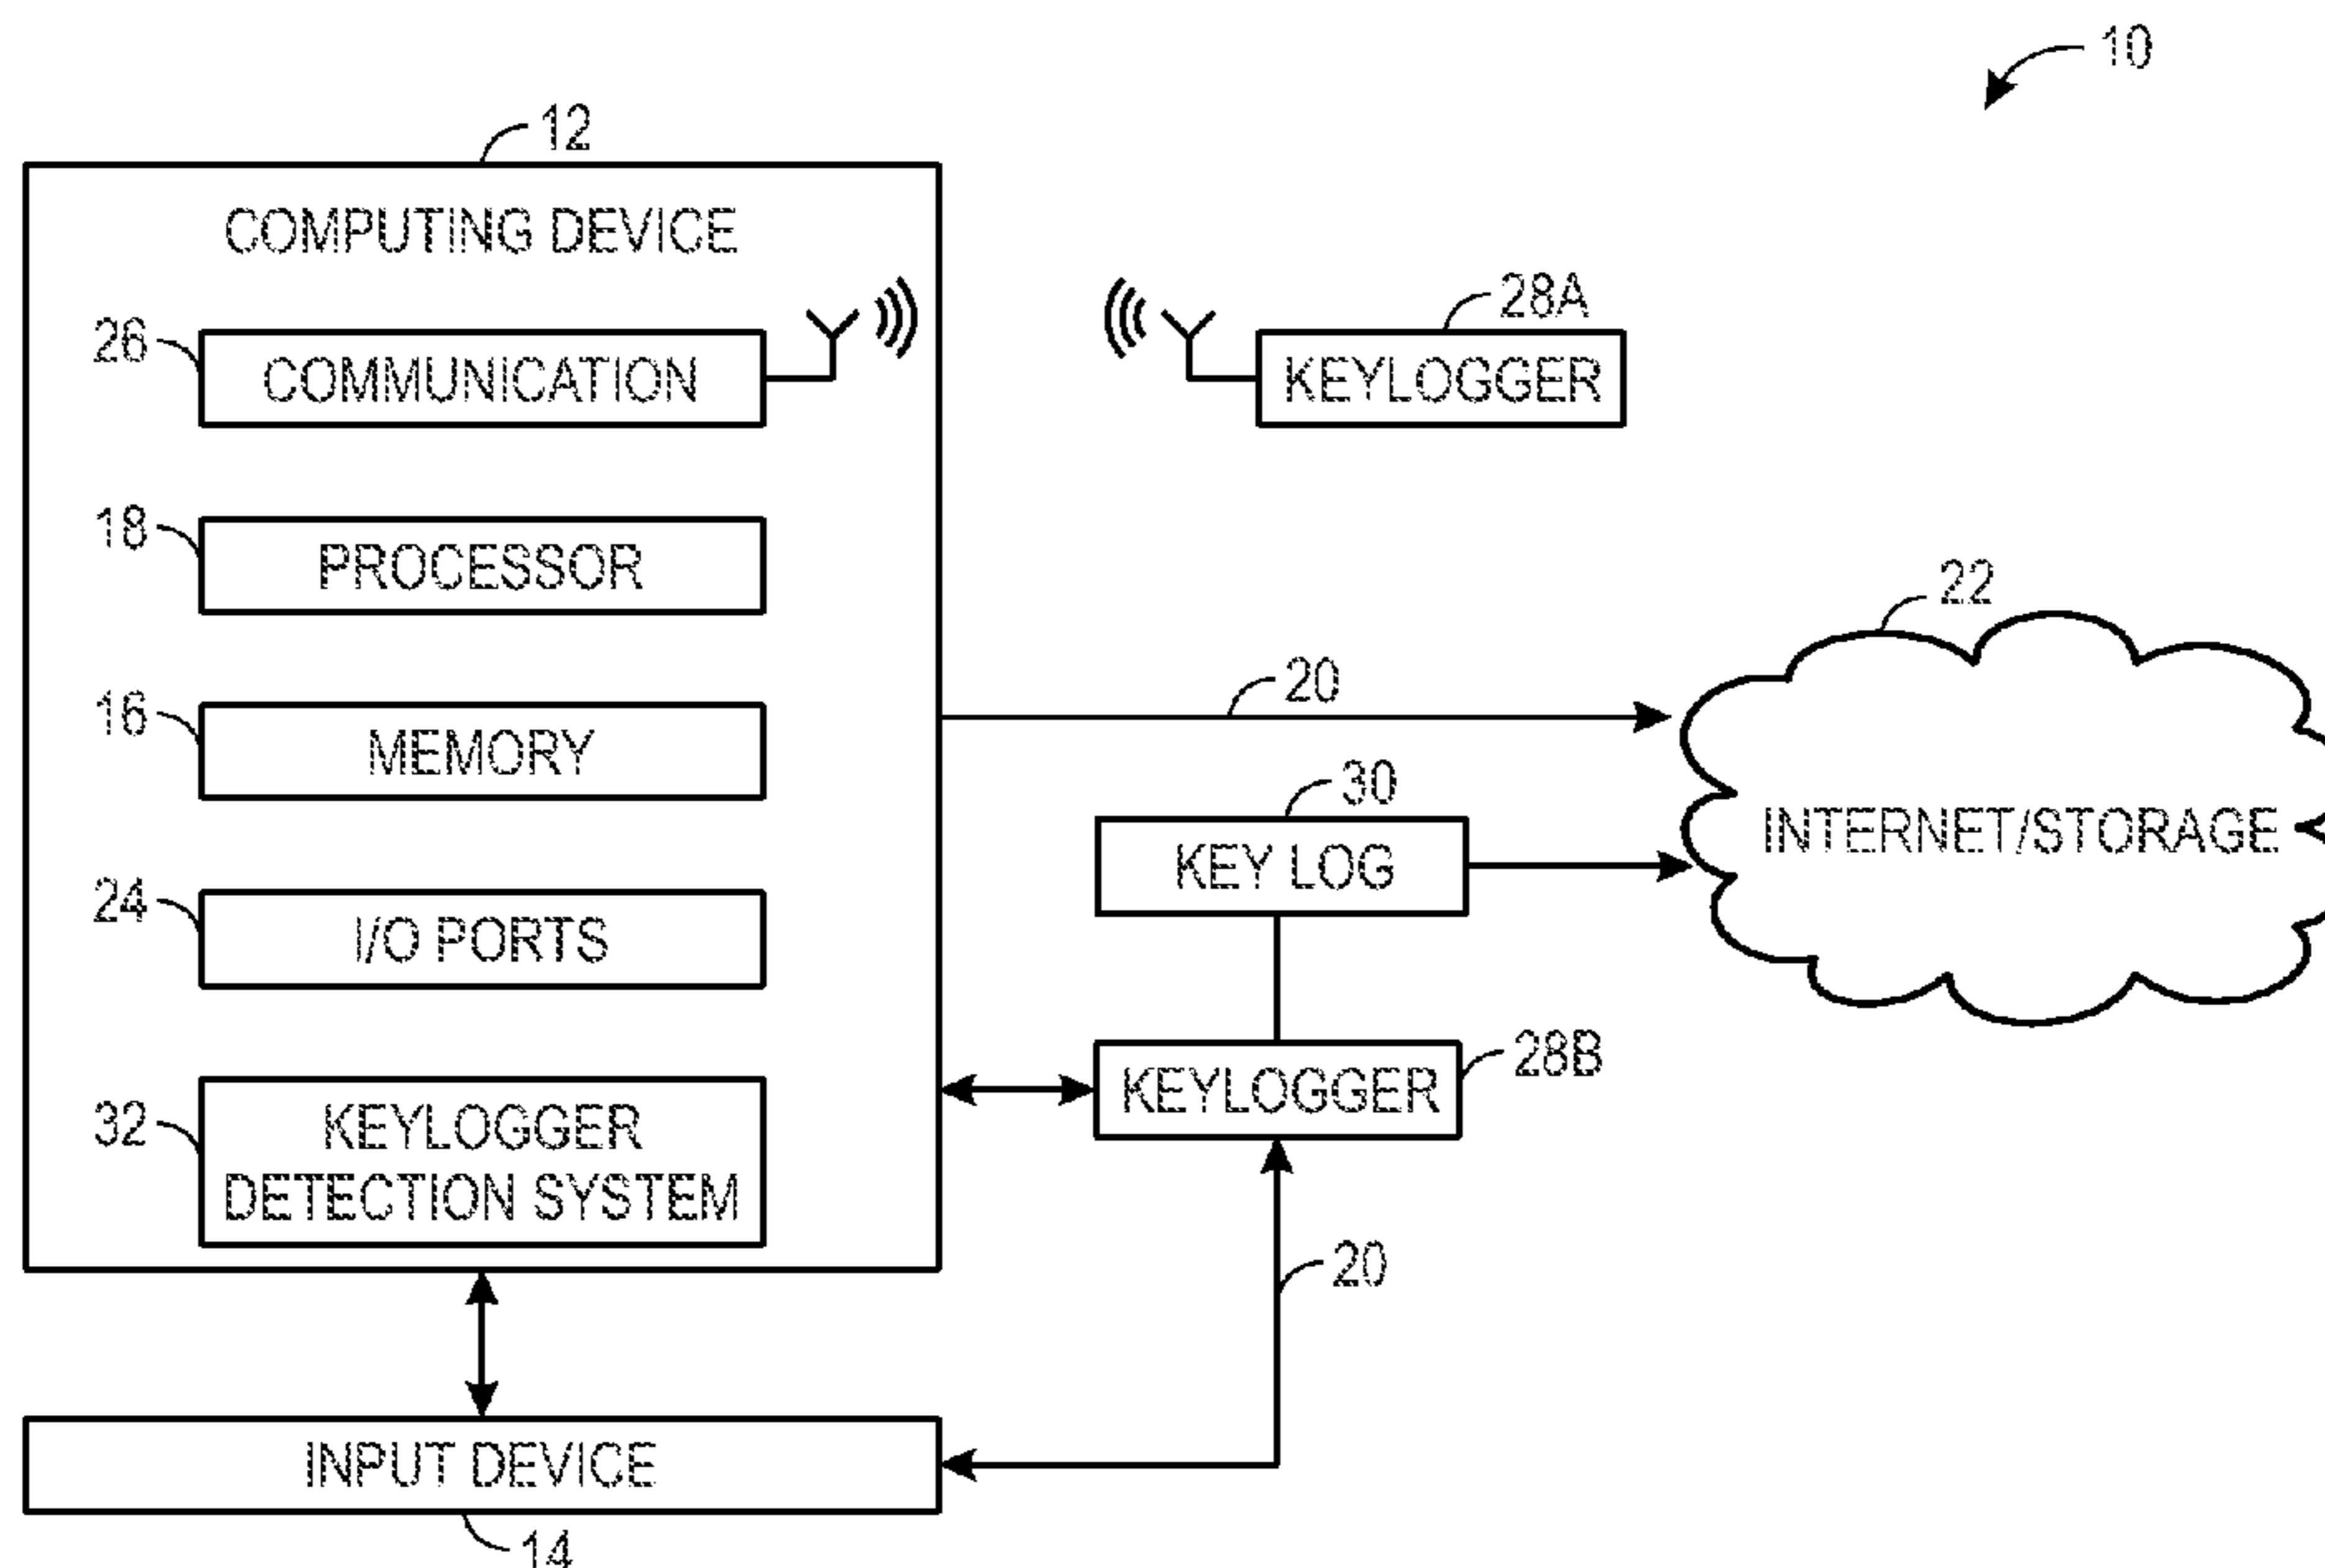 10
12
COMPUTING DEVICE
28A
26
COMMUNICATION
KEYLOGGER
18
PROCESSOR
22
20
16
MEMORY
30
INTERNET/STORAGE
KEY LOG
24
I/O PORTS
28B
KEYLOGGER
32
KEYLOGGER
DETECTION SYSTEM
20
INPUT DEVICE
14